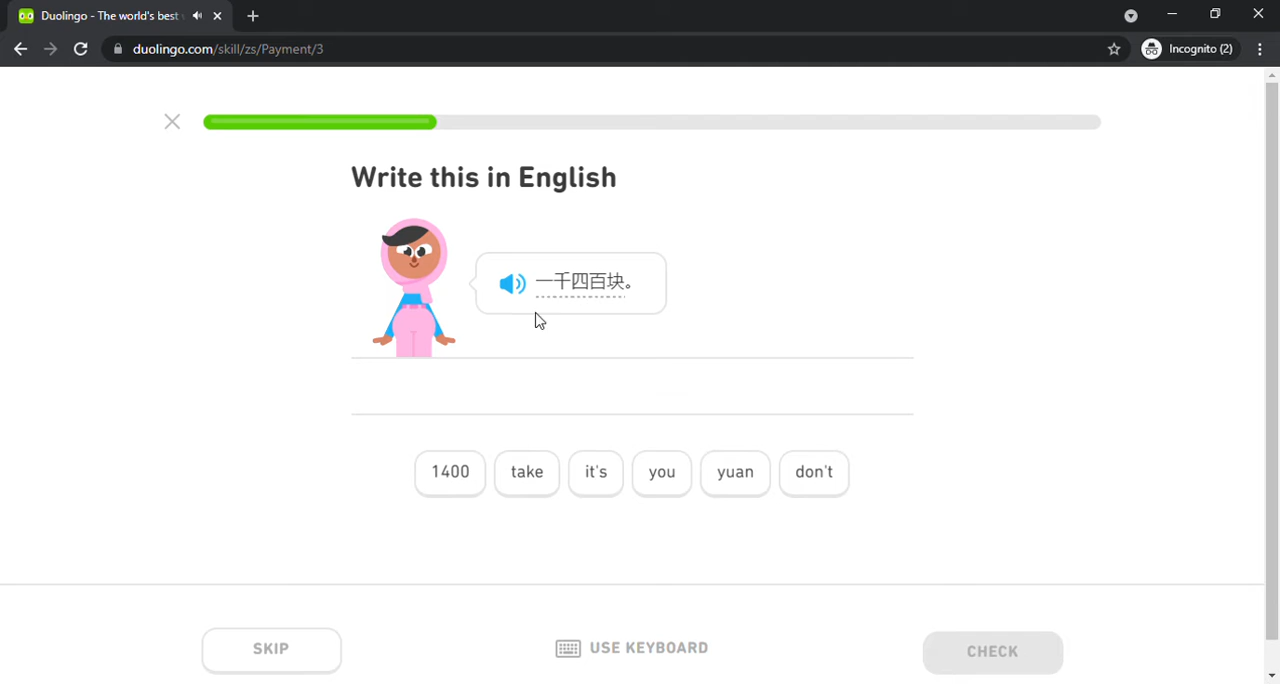 Duolingo - The world's best
duolingo.com/skill/zs/Payment/3
Incognito (2)
Write this in English
一千四百块。
1400 take it's you yuan don't
SKIP
USE KEYBOARD
CHECK